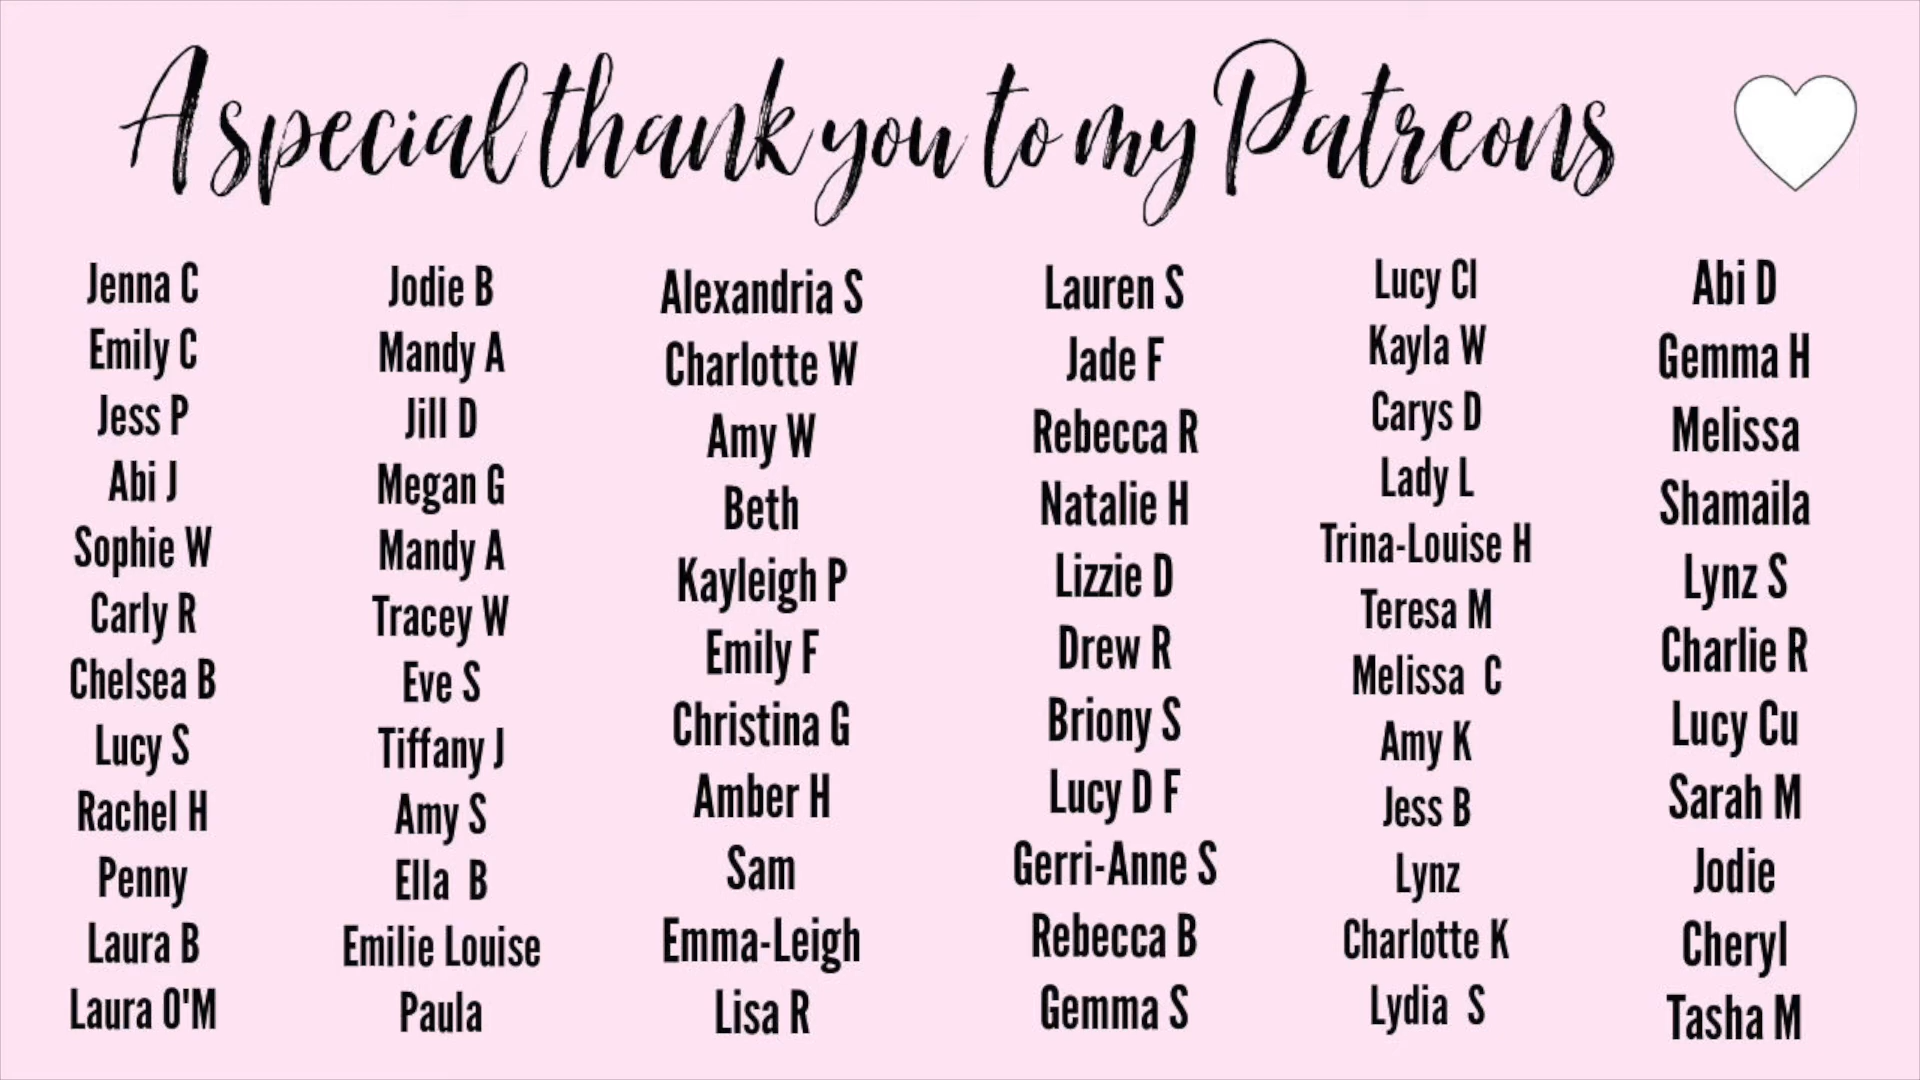 A special thank you to my Patreons
Jenna C
Emily C
Jess P
Abi J
Sophie W
Carly R
Chelsea B
Lucy S
Rachel H
Penny
Laura B
Laura O'M
Jodie B
Mandy A
Jill D
Megan G
Mandy A
Tracey W
Eve S
Tiffany J
Amy S
Ella B
Emilie Louise
Paula
Alexandria S
Charlotte W
Amy W
Beth
Kayleigh P
Emily F
Christina G
Amber H
Sam
Emma-Leigh
Lisa R
Lauren S
Jade F
Rebecca R
Natalie H
Lizzie D
Drew R
Briony S
Lucy D F
Gerri-Anne S
Rebecca B
Gemma S
Lucy Cl
Kayla W
Carys D
Lady L
Trina-Louise H
Teresa M
Melissa C
Amy K
Jess B
Lynz
Charlotte K
Lydia S
Abi D
Gemma H
Melissa
Shamaila
Lynz S
Charlie R
Lucy Cu
Sarah M
Jodie
Cheryl
Tasha M